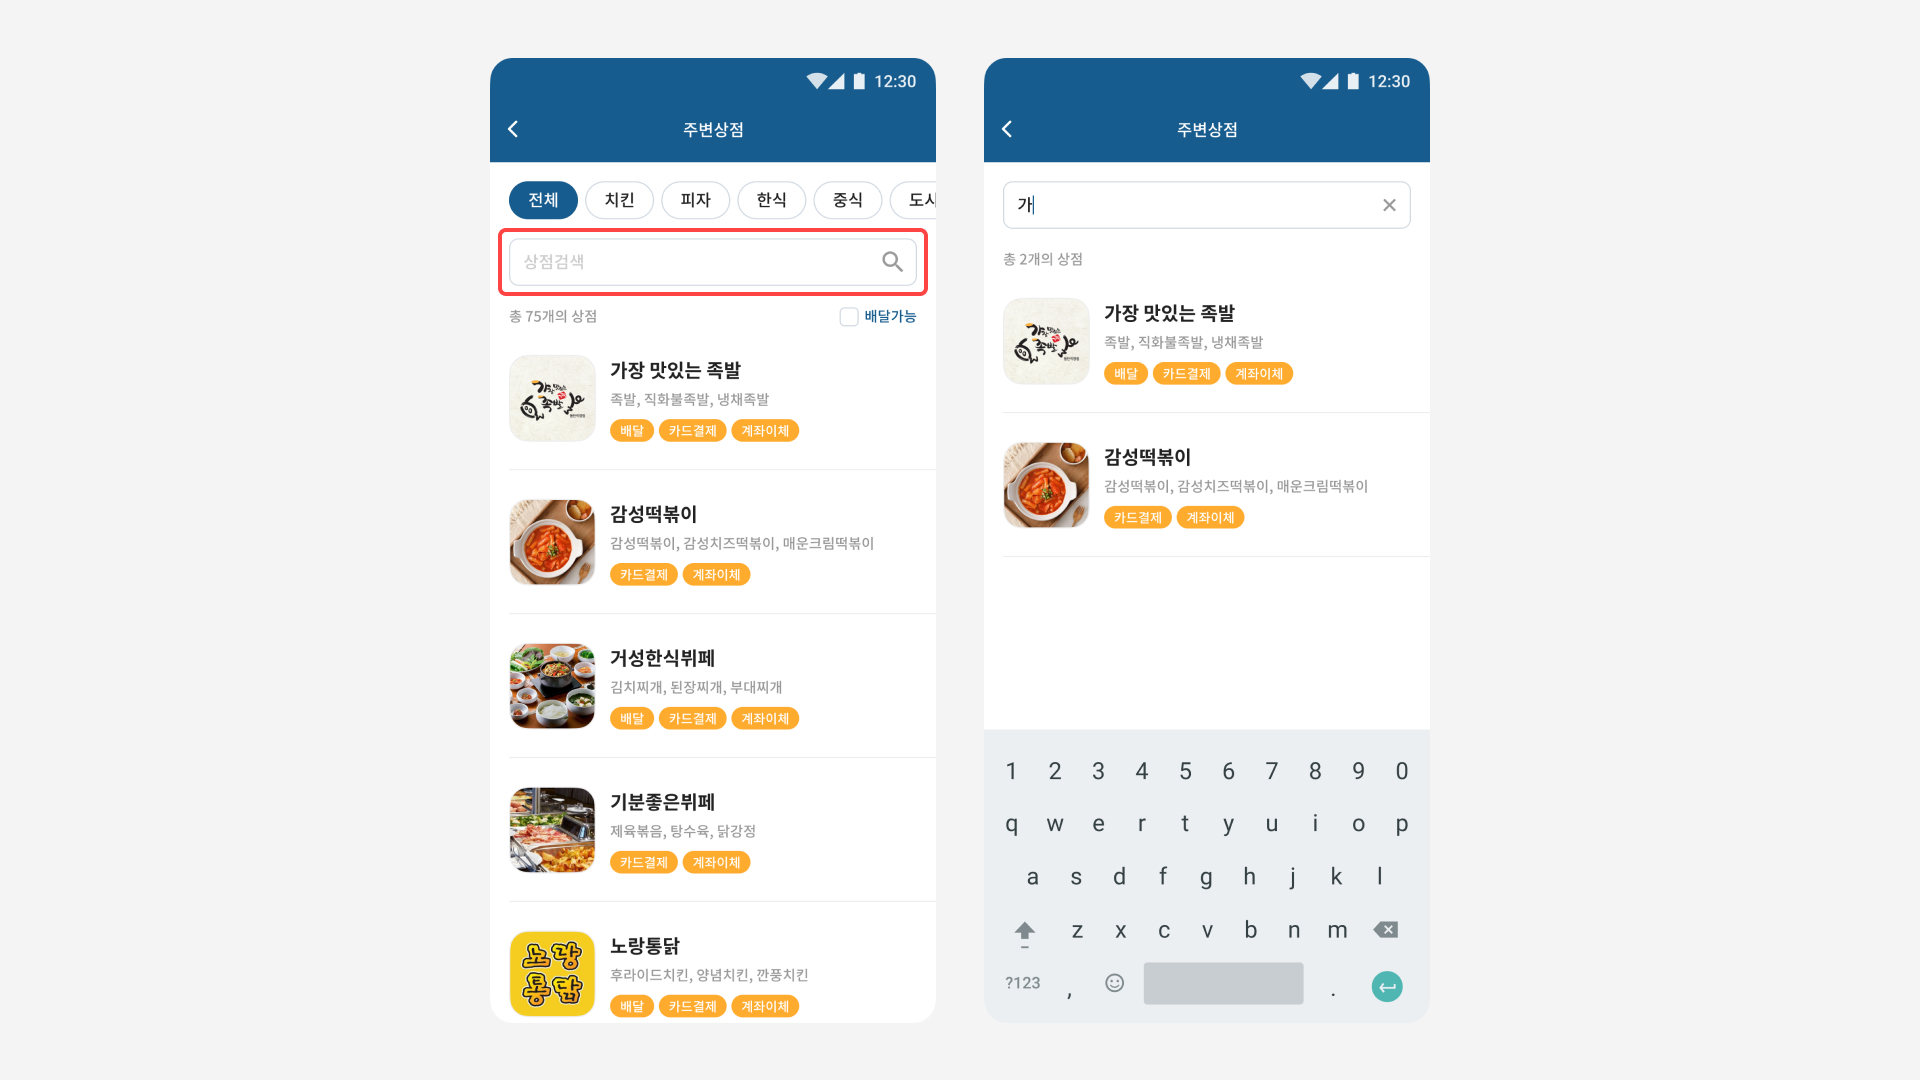 12:30
주변상점
전체 치킨 피자 한식 중식 도시
상점검색
총 75개의 상점 배달가능
가장 맛있는 족발
족발, 직화불족발, 냉채족발
배달 카드결제 계좌이체
감성떡볶이
감성떡볶이, 감성치즈떡볶이, 매운크림떡볶이
카드결제 계좌이체
거성한식뷔페
김치찌개, 된장찌개, 부대찌개
배달 카드결제 계좌이체
기분좋은뷔페
제육볶음, 탕수육, 닭강정
카드결제 계좌이체
노랑
통닭
노랑통닭
후라이드치킨, 양념치킨, 깐풍치킨
배달 카드결제 계좌이체
12:30
주변상점
개
총 2개의 상점
가장 맛있는 족발
족발, 직화불족발, 냉채족발
배달 카드결제 계좌이체
감성떡볶이
감성떡볶이, 감성치즈떡볶이, 매운크림떡볶이
카드결제 계좌이체
1 2 3 4 5 6 7 8 9 0
q w e r t y u i o p
a s d f g h j k l
z x c v b n m
?123 , .